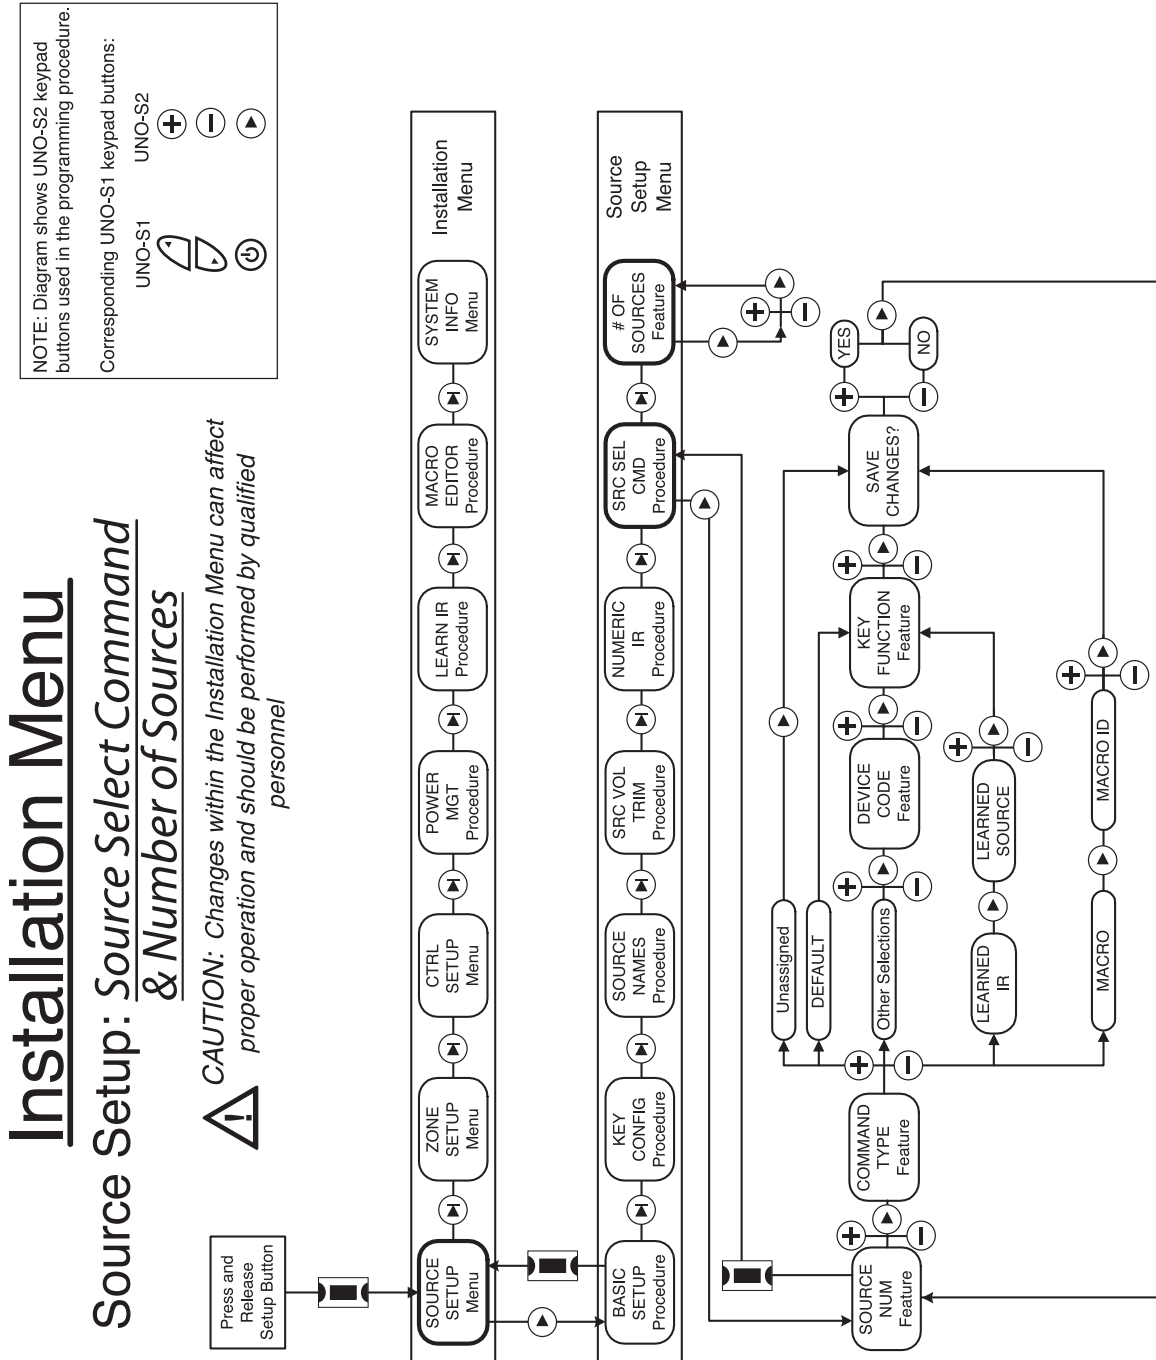 Installation Menu
Source Setup: Source Select Command
& Number of Sources
CAUTION: Changes within the Installation Menu can affect
proper operation and should be performed by qualified
personnel
NOTE: Diagram shows UNO-S2 keypad
buttons used in the programming procedure.
Corresponding UNO-S1 keypad buttons:
UNO-S1 UNO-S2
Press and
Release
Setup Button
SOURCE
SETUP
Menu
ZONE
SETUP
Menu
CTRL
SETUP
Menu
POWER
MGT
Procedure
LEARN IR
Procedure
MACRO
EDITOR
Procedure
SYSTEM
INFO
Menu
Installation
Menu
BASIC
SETUP
Procedure
KEY
CONFIG
Procedure
SOURCE
NAMES
Procedure
SRC VOL
TRIM
Procedure
NUMERIC
IR
Procedure
SRC SEL
CMD
Procedure
# OF
SOURCES
Feature
Source
Setup
Menu
SOURCE
NUM
Feature
COMMAND
TYPE
Feature
Unassigned
DEFAULT
Other Selections
LEARNED
IR
MACRO
DEVICE
CODE
Feature
LEARNED
SOURCE
MACRO ID
KEY
FUNCTION
Feature
SAVE
CHANGES?
YES
NO